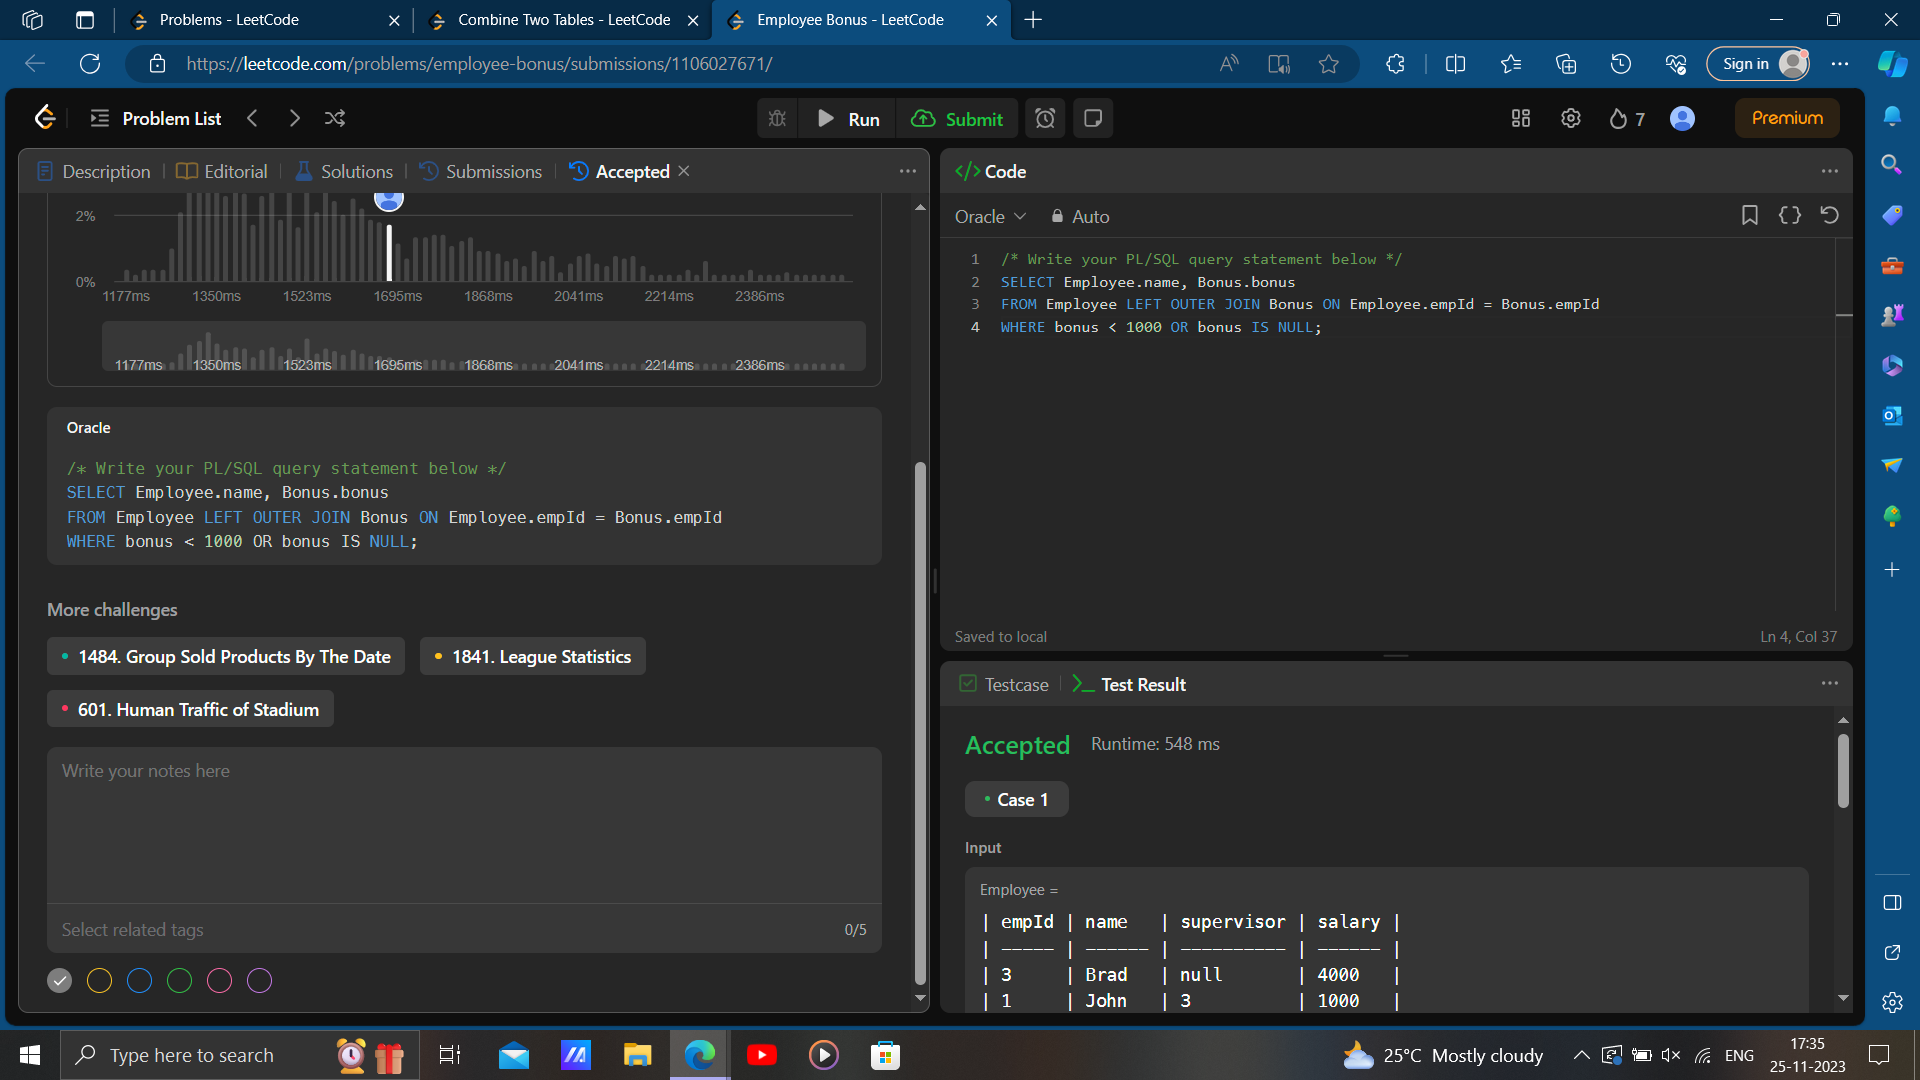 Problems - LeetCode
Combine Two Tables - LeetCode
Employee Bonus - LeetCode
https://leetcode.com/problems/employee-bonus/submissions/1106027671/
Sign in
Problem List
Run
Submit
7
Premium
Description
Editorial
Solutions
Submissions
Accepted
2%
0%
1177ms 1350ms 1523ms 1695ms 1868ms 2041ms 2214ms 2386ms
1177ms 1350ms 1523ms 1695ms 1868ms 2041ms 2214ms 2386ms
Oracle
/* Write your PL/SQL query statement below */
SELECT Employee.name, Bonus.bonus
FROM Employee LEFT OUTER JOIN Bonus ON Employee.empId = Bonus.empId
WHERE bonus < 1000 OR bonus IS NULL;
More challenges
1484. Group Sold Products By The Date
1841. League Statistics
601. Human Traffic of Stadium
Write your notes here
Select related tags
0/5
</> Code
Oracle
Auto
1 /* Write your PL/SQL query statement below */
2 SELECT Employee.name, Bonus.bonus
3 FROM Employee LEFT OUTER JOIN Bonus ON Employee.empId = Bonus.empId
4 WHERE bonus < 1000 OR bonus IS NULL;
Saved to local
Ln 4, Col 37
Testcase
Test Result
Accepted
Runtime: 548 ms
Case 1
Input
Employee =
| empId | name   | supervisor | salary |
| ----- | ------ | ---------- | ------ |
| 3     | Brad   | null       | 4000   |
| 1     | John   | 3          | 1000   |
Type here to search
25°C Mostly cloudy
ENG
17:35
25-11-2023